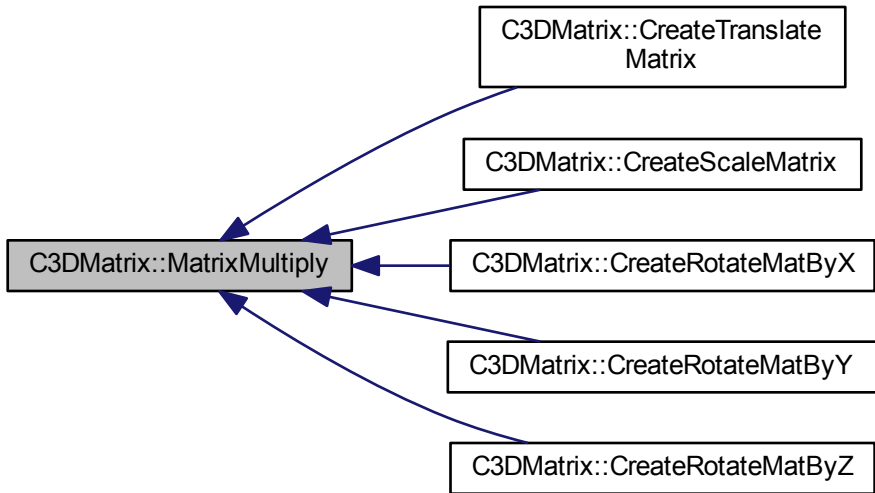 C3DMatrix::CreateTranslate
Matrix
C3DMatrix::CreateScaleMatrix
C3DMatrix::MatrixMultiply
C3DMatrix::CreateRotateMatByX
C3DMatrix::CreateRotateMatByY
C3DMatrix::CreateRotateMatByZ